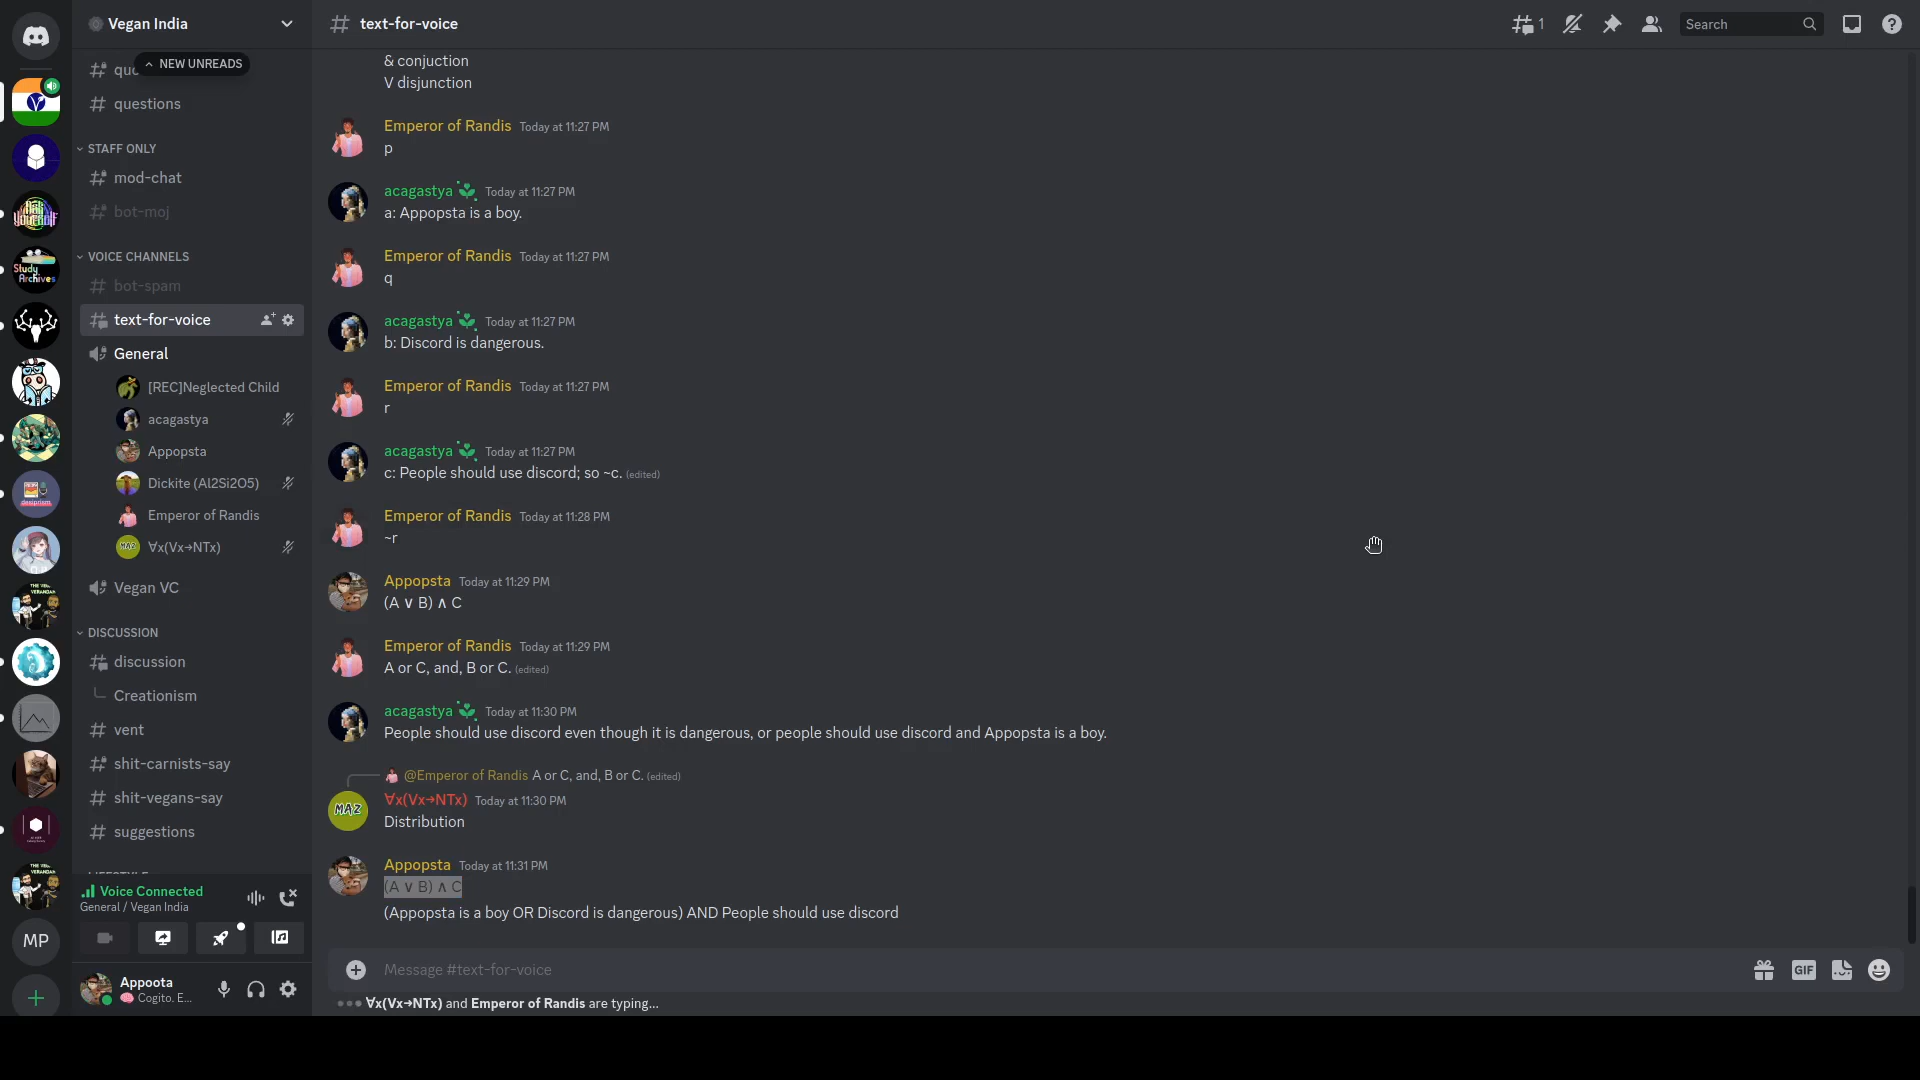 Vegan India
NEW UNREADS
questions
STAFF ONLY
mod-chat
bot-moj
VOICE CHANNELS
bot-spam
text-for-voice
General
[REC]Neglected Child
acagastya
Appopsta
Dickite (Al2Si2O5)
Emperor of Randis
∀x(Vx→NTx)
Vegan VC
DISCUSSION
discussion
Creationism
vent
shit-carnists-say
shit-vegans-say
suggestions
Voice Connected
General / Vegan India
MP
Appoota
Cogito. E...
# text-for-voice
1
Search
& conjuction
V disjunction
Emperor of Randis Today at 11:27 PM
p
acagastya Today at 11:27 PM
a: Appopsta is a boy.
Emperor of Randis Today at 11:27 PM
q
acagastya Today at 11:27 PM
b: Discord is dangerous.
Emperor of Randis Today at 11:27 PM
r
acagastya Today at 11:27 PM
c: People should use discord; so ~c. (edited)
Emperor of Randis Today at 11:28 PM
~r
Appopsta Today at 11:29 PM
(A ∨ B) ∧ C
Emperor of Randis Today at 11:29 PM
A or C, and, B or C. (edited)
acagastya Today at 11:30 PM
People should use discord even though it is dangerous, or people should use discord and Appopsta is a boy.
@Emperor of Randis A or C, and, B or C. (edited)
MAZ
∀x(Vx→NTx) Today at 11:30 PM
Distribution
Appopsta Today at 11:31 PM
(A ∨ B) ∧ C
(Appopsta is a boy OR Discord is dangerous) AND People should use discord
Message #text-for-voice
GIF
∀x(Vx→NTx) and Emperor of Randis are typing...